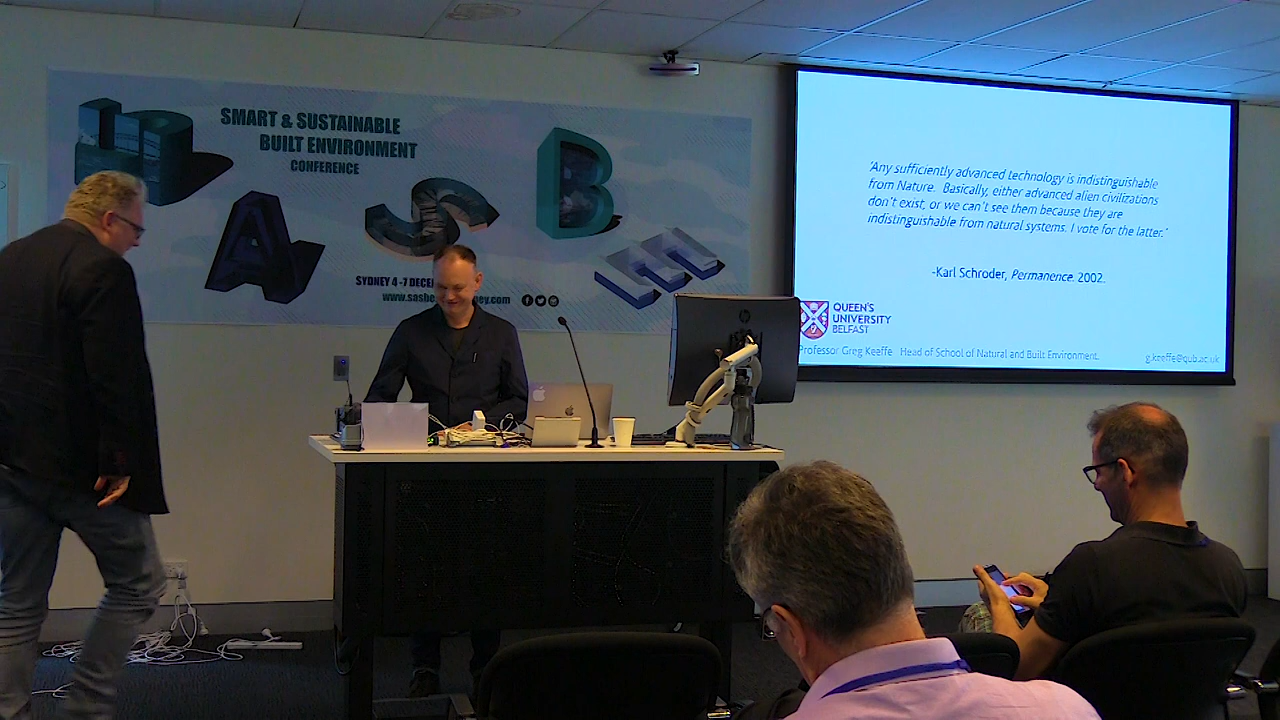 SMART & SUSTAINABLE
BUILT ENVIRONMENT
CONFERENCE
S A S B E
SYDNEY 4 -7
www.sasbe
'Any sufficiently advanced technology is indistinguishable
from Nature. Basically, either advanced alien civilizations
don't exist, or we can't see them because they are
indistinguishable from natural systems. I vote for the latter.'
-Karl Schroder, Permanence. 2002.
QUEEN'S
UNIVERSITY
BELFAST
Professor Greg Keeffe Head of School of Natural and Built Environment.
g.keeffe@qub.ac.uk
hp